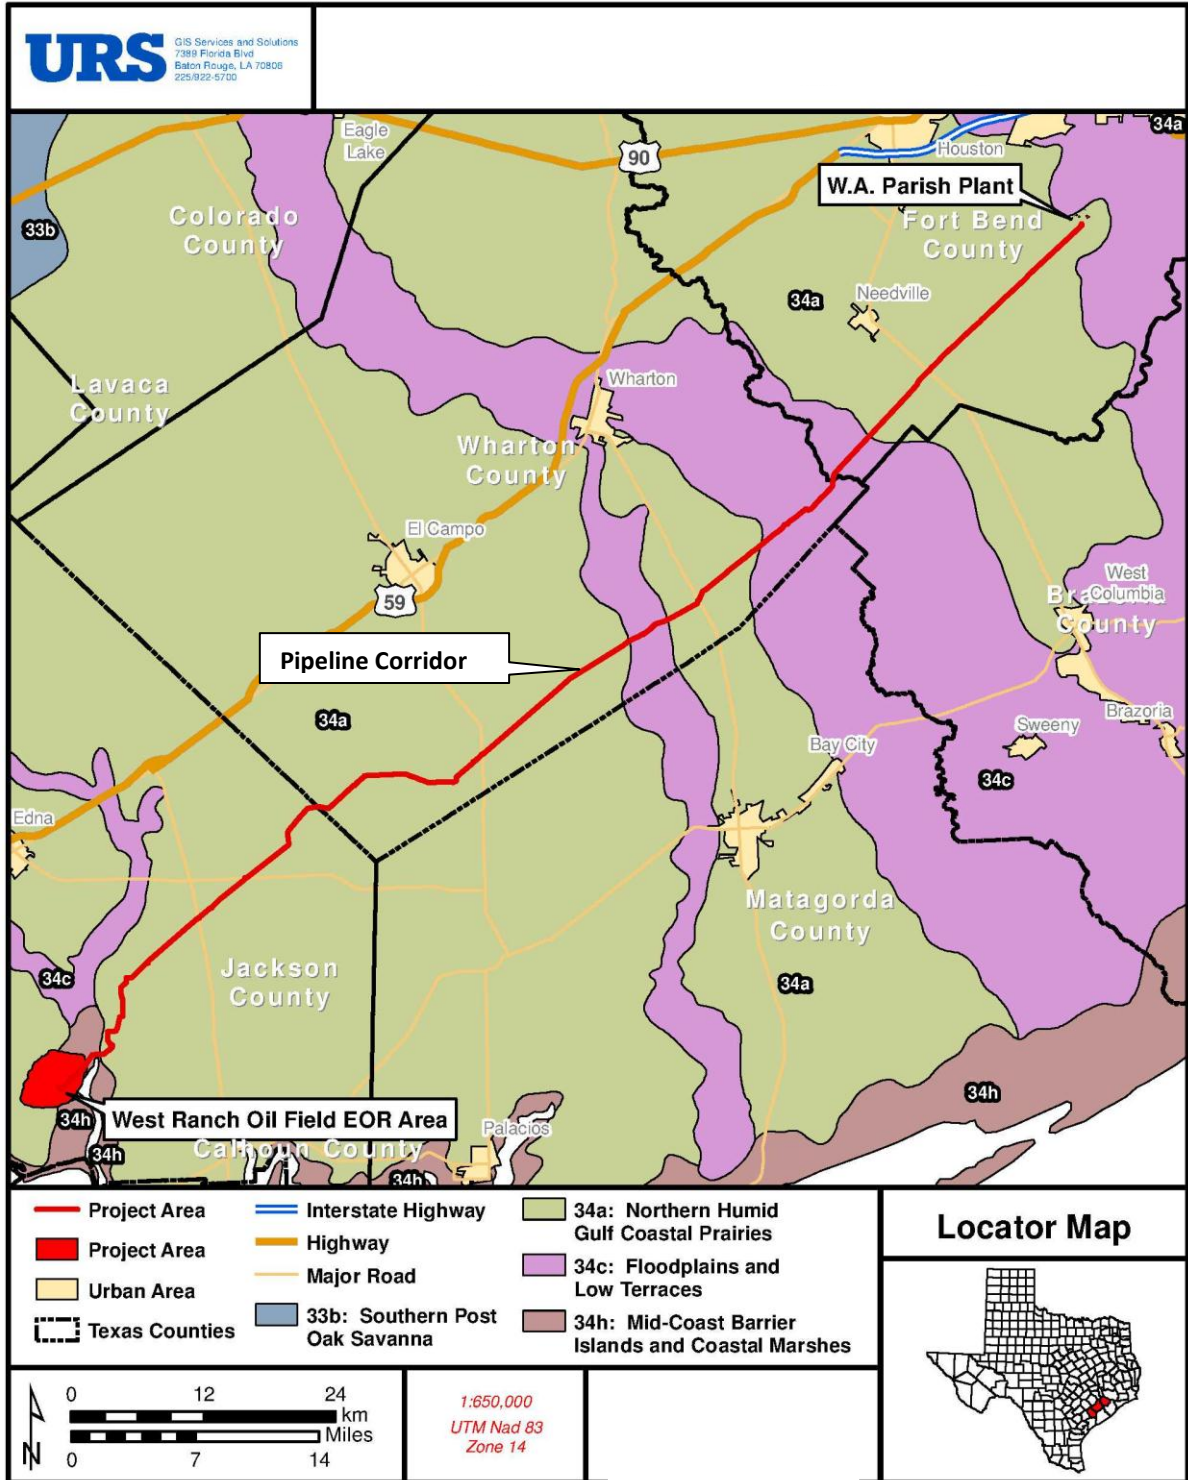 URS
GIS Services and Solutions
7389 Florida Blvd
Baton Rouge, LA 70806
225/922-5700
Eagle
Lake
90
Houston
34a
W.A. Parish Plant
Colorado
County
33b
Fort Bend
County
34a
Needville
Lavaca
County
Wharton
Wharton
County
El Campo
59
West
Columbia
Brazoria
County
Pipeline Corridor
34a
Bay City
Sweeny
Brazoria
34c
Edna
Matagorda
County
34c
Jackson
County
34a
34h
West Ranch Oil Field EOR Area
34h
34h
Calhoun County
Palacios
34h
Project Area
Project Area
Urban Area
Texas Counties
Interstate Highway
Highway
Major Road
33b: Southern Post
Oak Savanna
34a: Northern Humid
Gulf Coastal Prairies
34c: Floodplains and
Low Terraces
34h: Mid-Coast Barrier
Islands and Coastal Marshes
Locator Map
N
0 12 24
km
Miles
0 7 14
1:650,000
UTM Nad 83
Zone 14